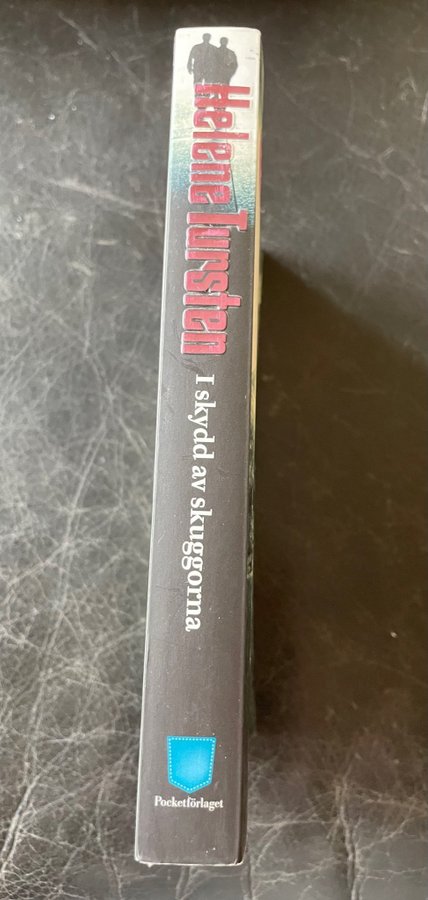 Helene Tursten
I skydd av skuggorna
Pocketförlaget